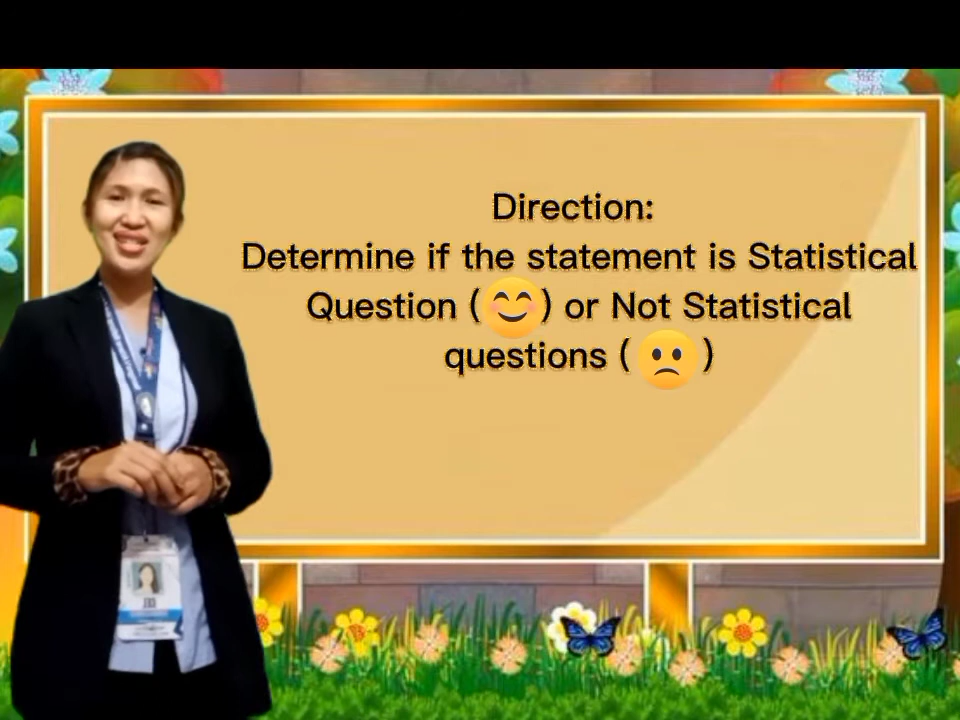 Direction:
Determine if the statement is Statistical
Question (😊) or Not Statistical
questions (🙁)